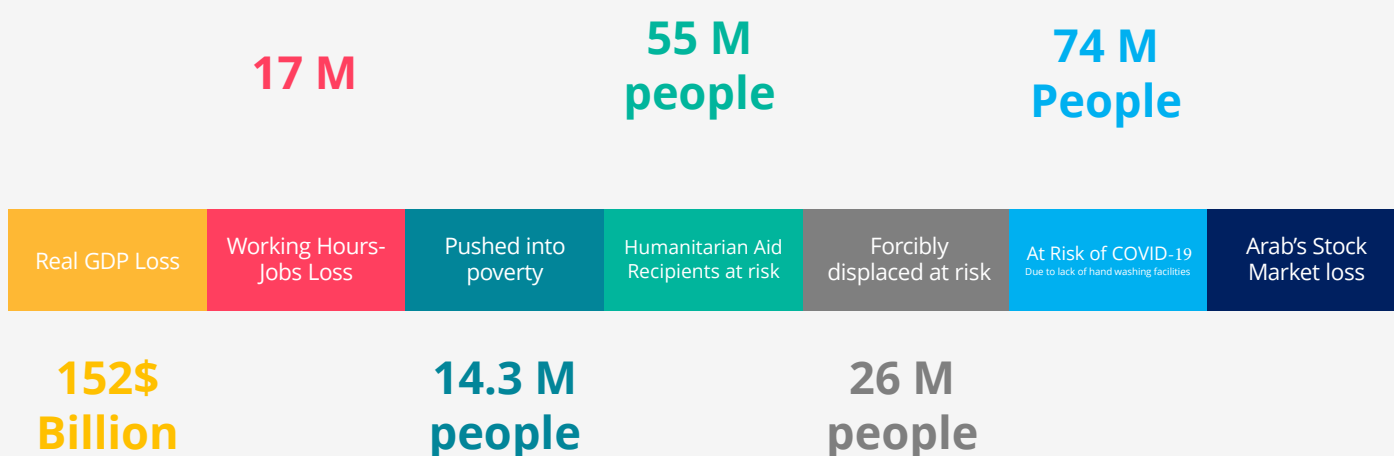 17 M
55 M
people
74 M
People
Real GDP Loss
Working Hours-
Jobs Loss
Pushed into
poverty
Humanitarian Aid
Recipients at risk
Forcibly
displaced at risk
At Risk of COVID-19
Due to lack of hand washing facilities
Arab's Stock
Market loss
152$
Billion
14.3 M
people
26 M
people